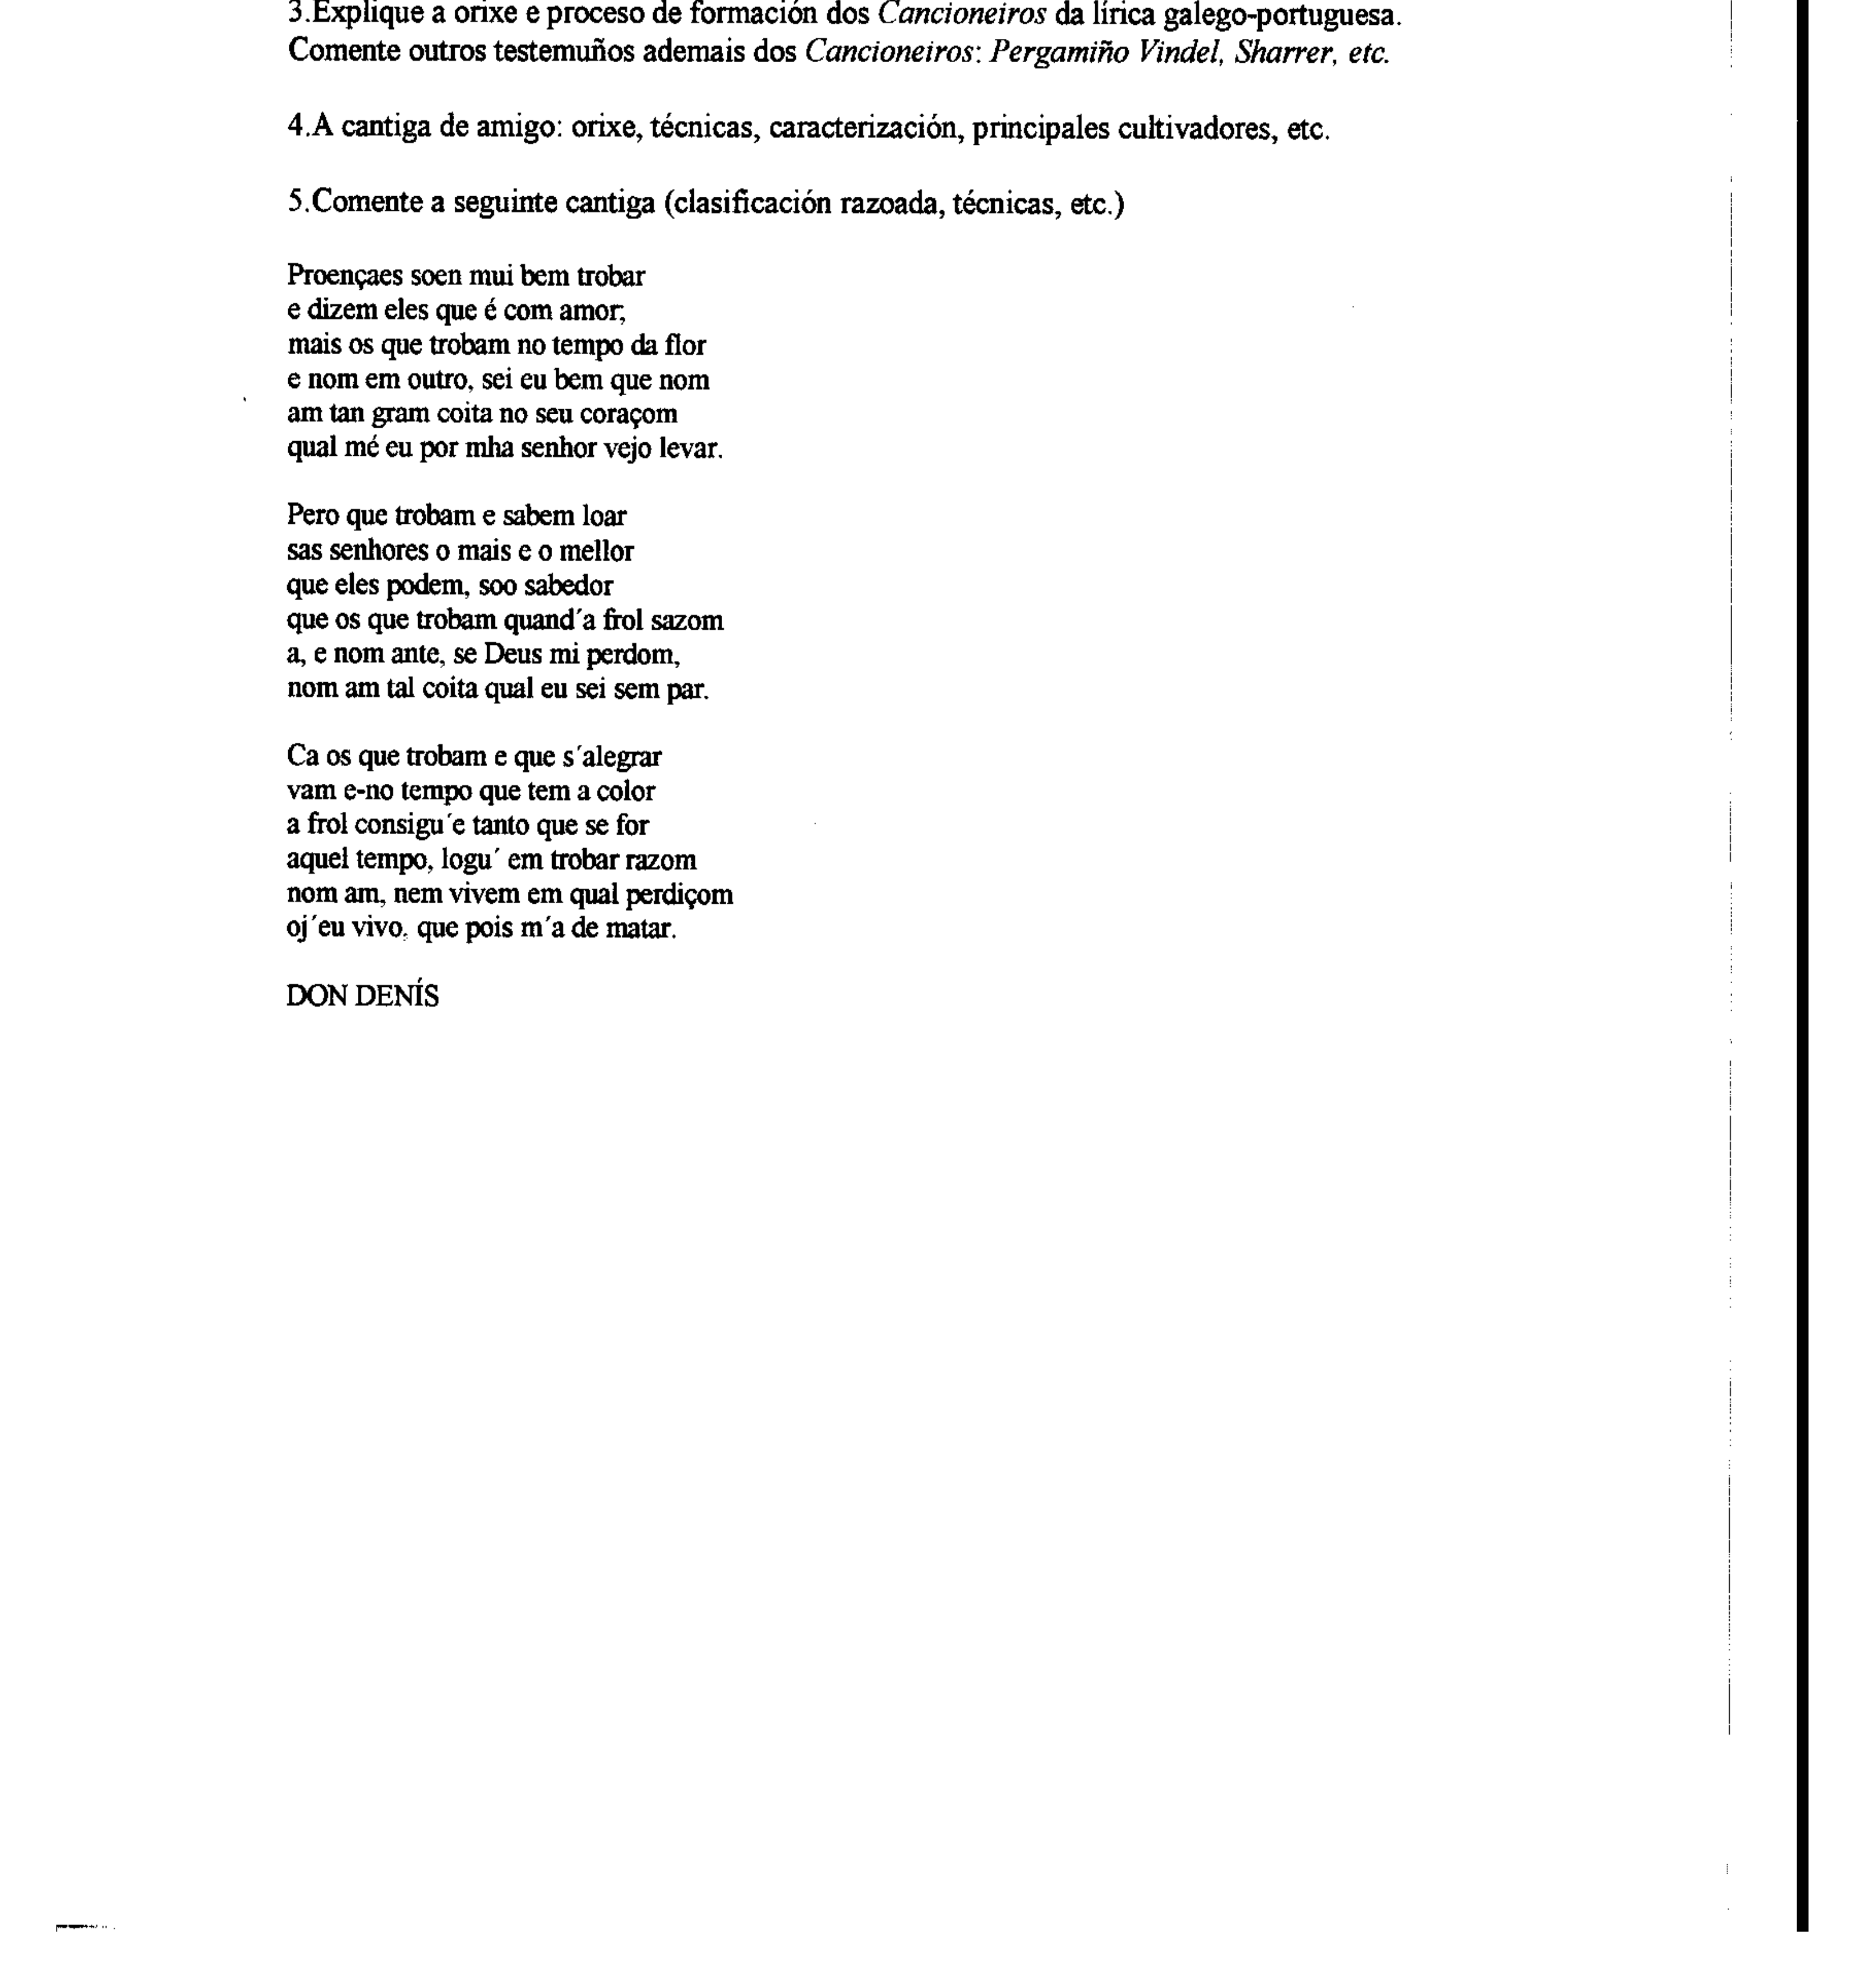 3.Explique a orixe e proceso de formación dos Cancioneiros da lírica galego-portuguesa.
Comente outros testemuños ademais dos Cancioneiros: Pergamiño Vindel, Sharrer, etc.
4.A cantiga de amigo: orixe, técnicas, caracterización, principales cultivadores, etc.
5.Comente a seguinte cantiga (clasificación razoada, técnicas, etc.)
Proençaes soen mui bem trobar
e dizem eles que é com amor;
mais os que trobam no tempo da flor
e nom em outro, sei eu bem que nom
am tan gram coita no seu coraçom
qual mé eu por mha senhor vejo levar.
Pero que trobam e sabem loar
sas senhores o mais e o mellor
que eles podem, soo sabedor
que os que trobam quand´a frol sazom
a, e nom ante, se Deus mi perdom,
nom am tal coita qual eu sei sem par.
Ca os que trobam e que s´alegrar
vam e-no tempo que tem a color
a frol consigu´e tanto que se for
aquel tempo, logu´ em trobar razom
nom am, nem vivem em qual perdiçom
oj´eu vivo, que pois m´a de matar.
DON DENÍS